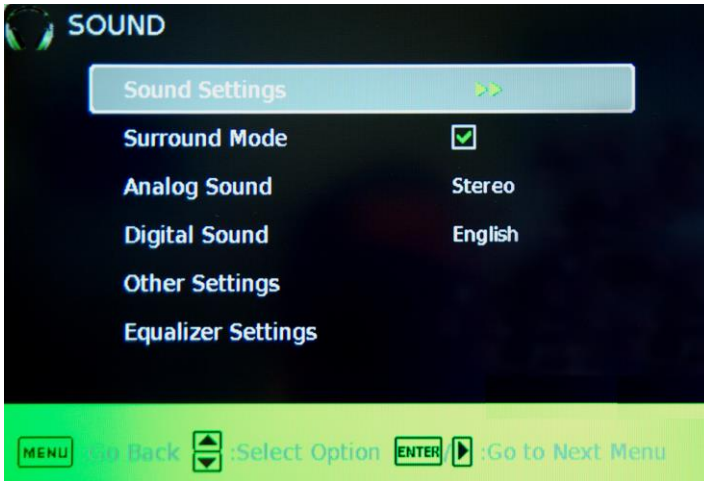 SOUND
Sound Settings
Surround Mode
Analog Sound Stereo
Digital Sound English
Other Settings
Equalizer Settings
MENU :Go Back :Select Option ENTER/ :Go to Next Menu